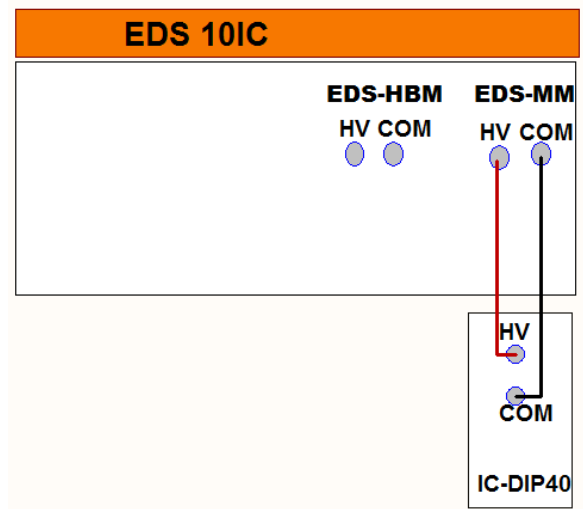 EDS 10IC
EDS-HBM EDS-MM
HV COM HV COM
HV
COM
IC-DIP40